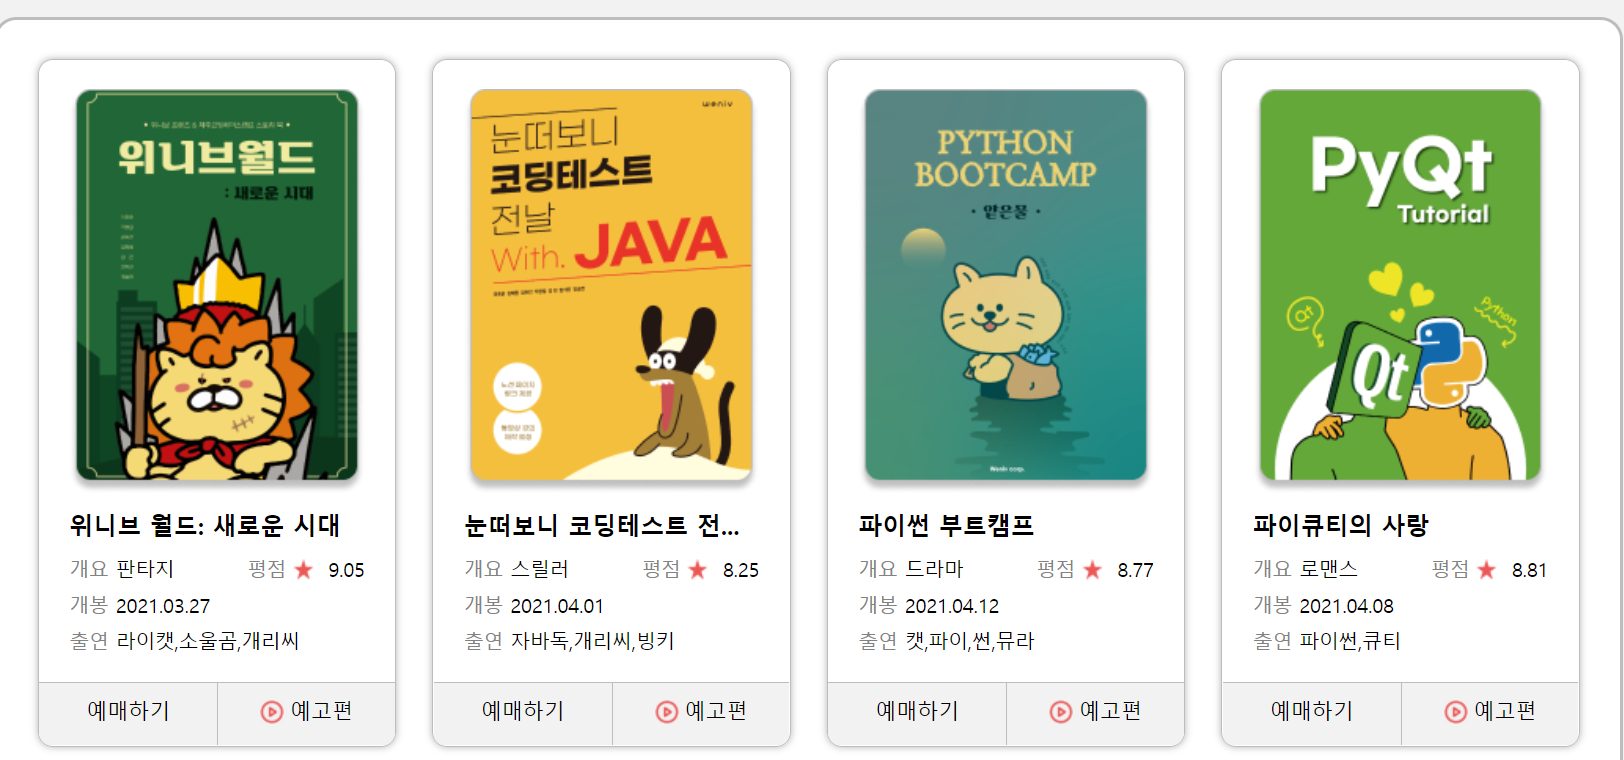 위니브월드
: 새로운 시대
weniv
눈떠보니
코딩테스트
전날
With. JAVA
PYTHON
BOOTCAMP
· 얕은물 ·
Weniv corp.
PyQt
Tutorial
Qt
Python
Qt
위니브 월드: 새로운 시대
개요 판타지 평점 ★ 9.05
개봉 2021.03.27
출연 라이캣,소울곰,개리씨
예매하기 예고편
눈떠보니 코딩테스트 전...
개요 스릴러 평점 ★ 8.25
개봉 2021.04.01
출연 자바독,개리씨,빙키
예매하기 예고편
파이썬 부트캠프
개요 드라마 평점 ★ 8.77
개봉 2021.04.12
출연 캣,파이,썬,뮤라
예매하기 예고편
파이큐티의 사랑
개요 로맨스 평점 ★ 8.81
개봉 2021.04.08
출연 파이썬,큐티
예매하기 예고편